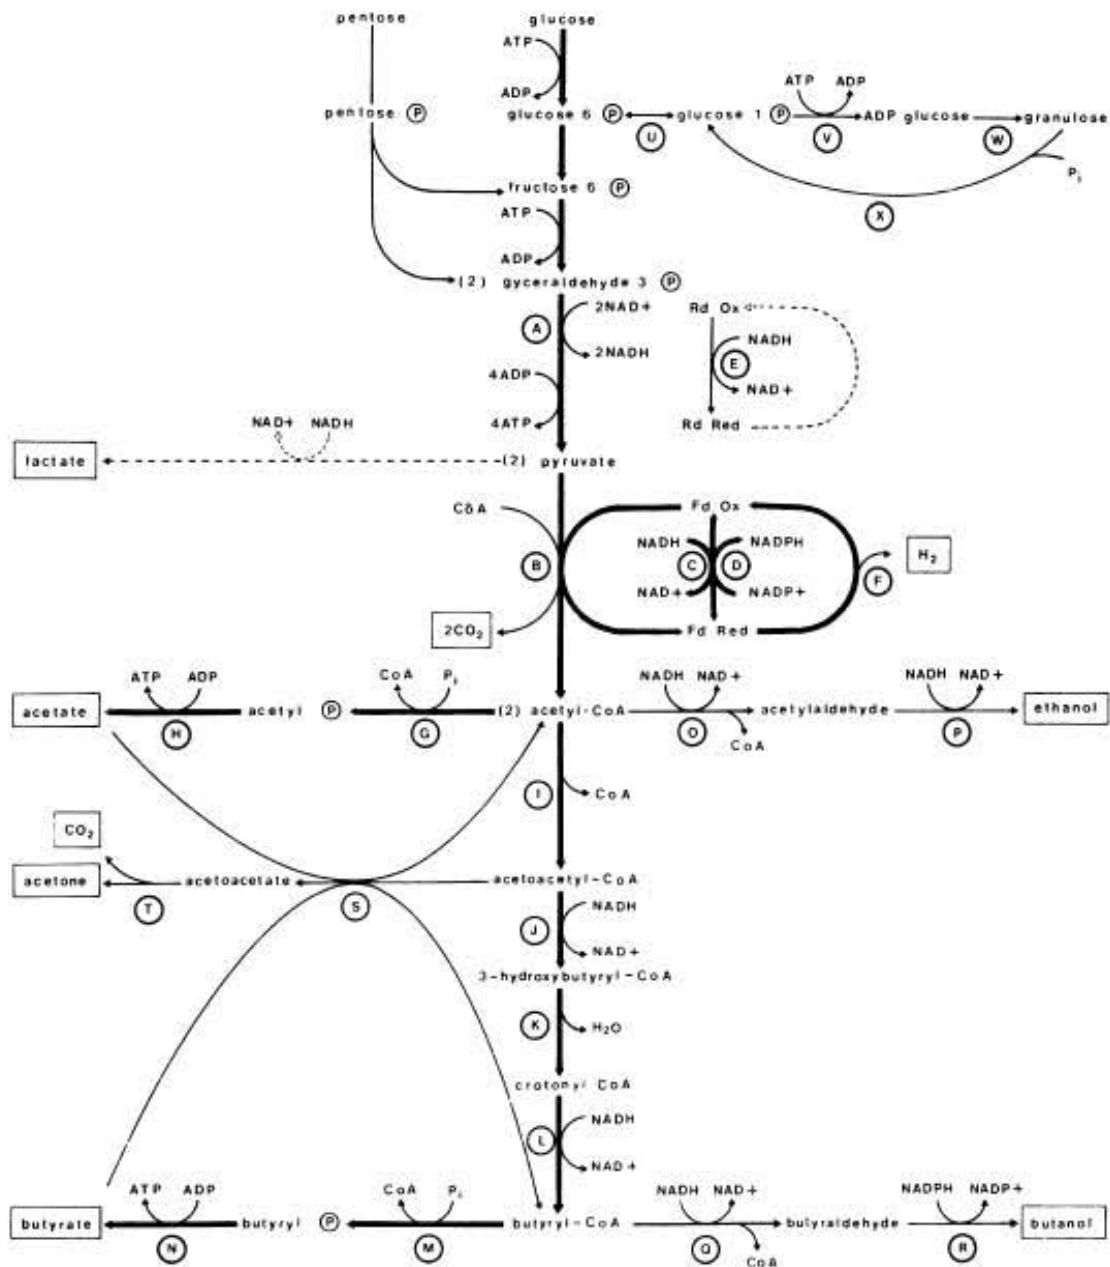 pentose glucose
ATP
ADP
ATP ADP
pentose P glucose 6 P glucose 1 P ADP glucose granulose
U V W
Pi
fructose 6 P
X
ATP
ADP
(2) gyceraldehyde 3 P
2NAD+ Rd Ox
A
2NADH NADH
E
4ADP NAD+
4ATP Rd Red
NAD+ NADH
lactate (2) pyruvate
CδA Fd Ox
NADH NADPH H2
B C D F
NAD+ NADP+
2CO2 Fd Red
ATP ADP CoA Pi NADH NAD+ NADH NAD+
acetate acetyl P (2) acetyl-CoA acetylaldehyde ethanol
H G O CoA P
I CoA
CO2
acetone acetoacetate acetoacetyl-CoA
T S NADH
J
NAD+
3-hydroxybutyryl-CoA
K H2O
crotonyl CoA
NADH
L
NAD+
ATP ADP CoA Pi NADH NAD+ NADPH NADP+
butyrate butyryl P butyryl-CoA butyraldehyde butanol
N M Q CoA R